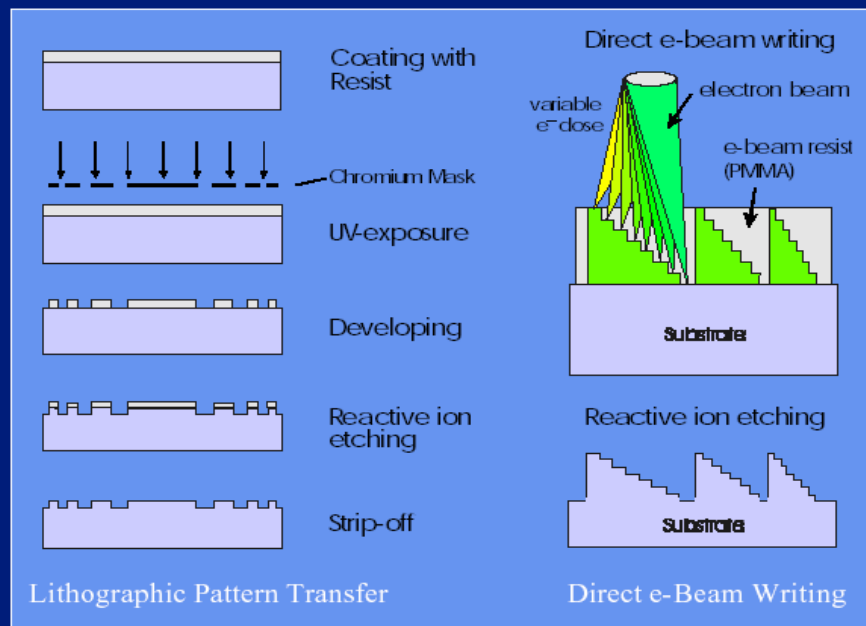 Coating with
Resist
Chromium Mask
UV-exposure
Developing
Reactive ion
etching
Strip-off
Lithographic Pattern Transfer
Direct e-beam writing
variable
e⁻ dose
electron beam
e-beam resist
(PMMA)
Substrate
Reactive ion etching
Substrate
Direct e-Beam Writing